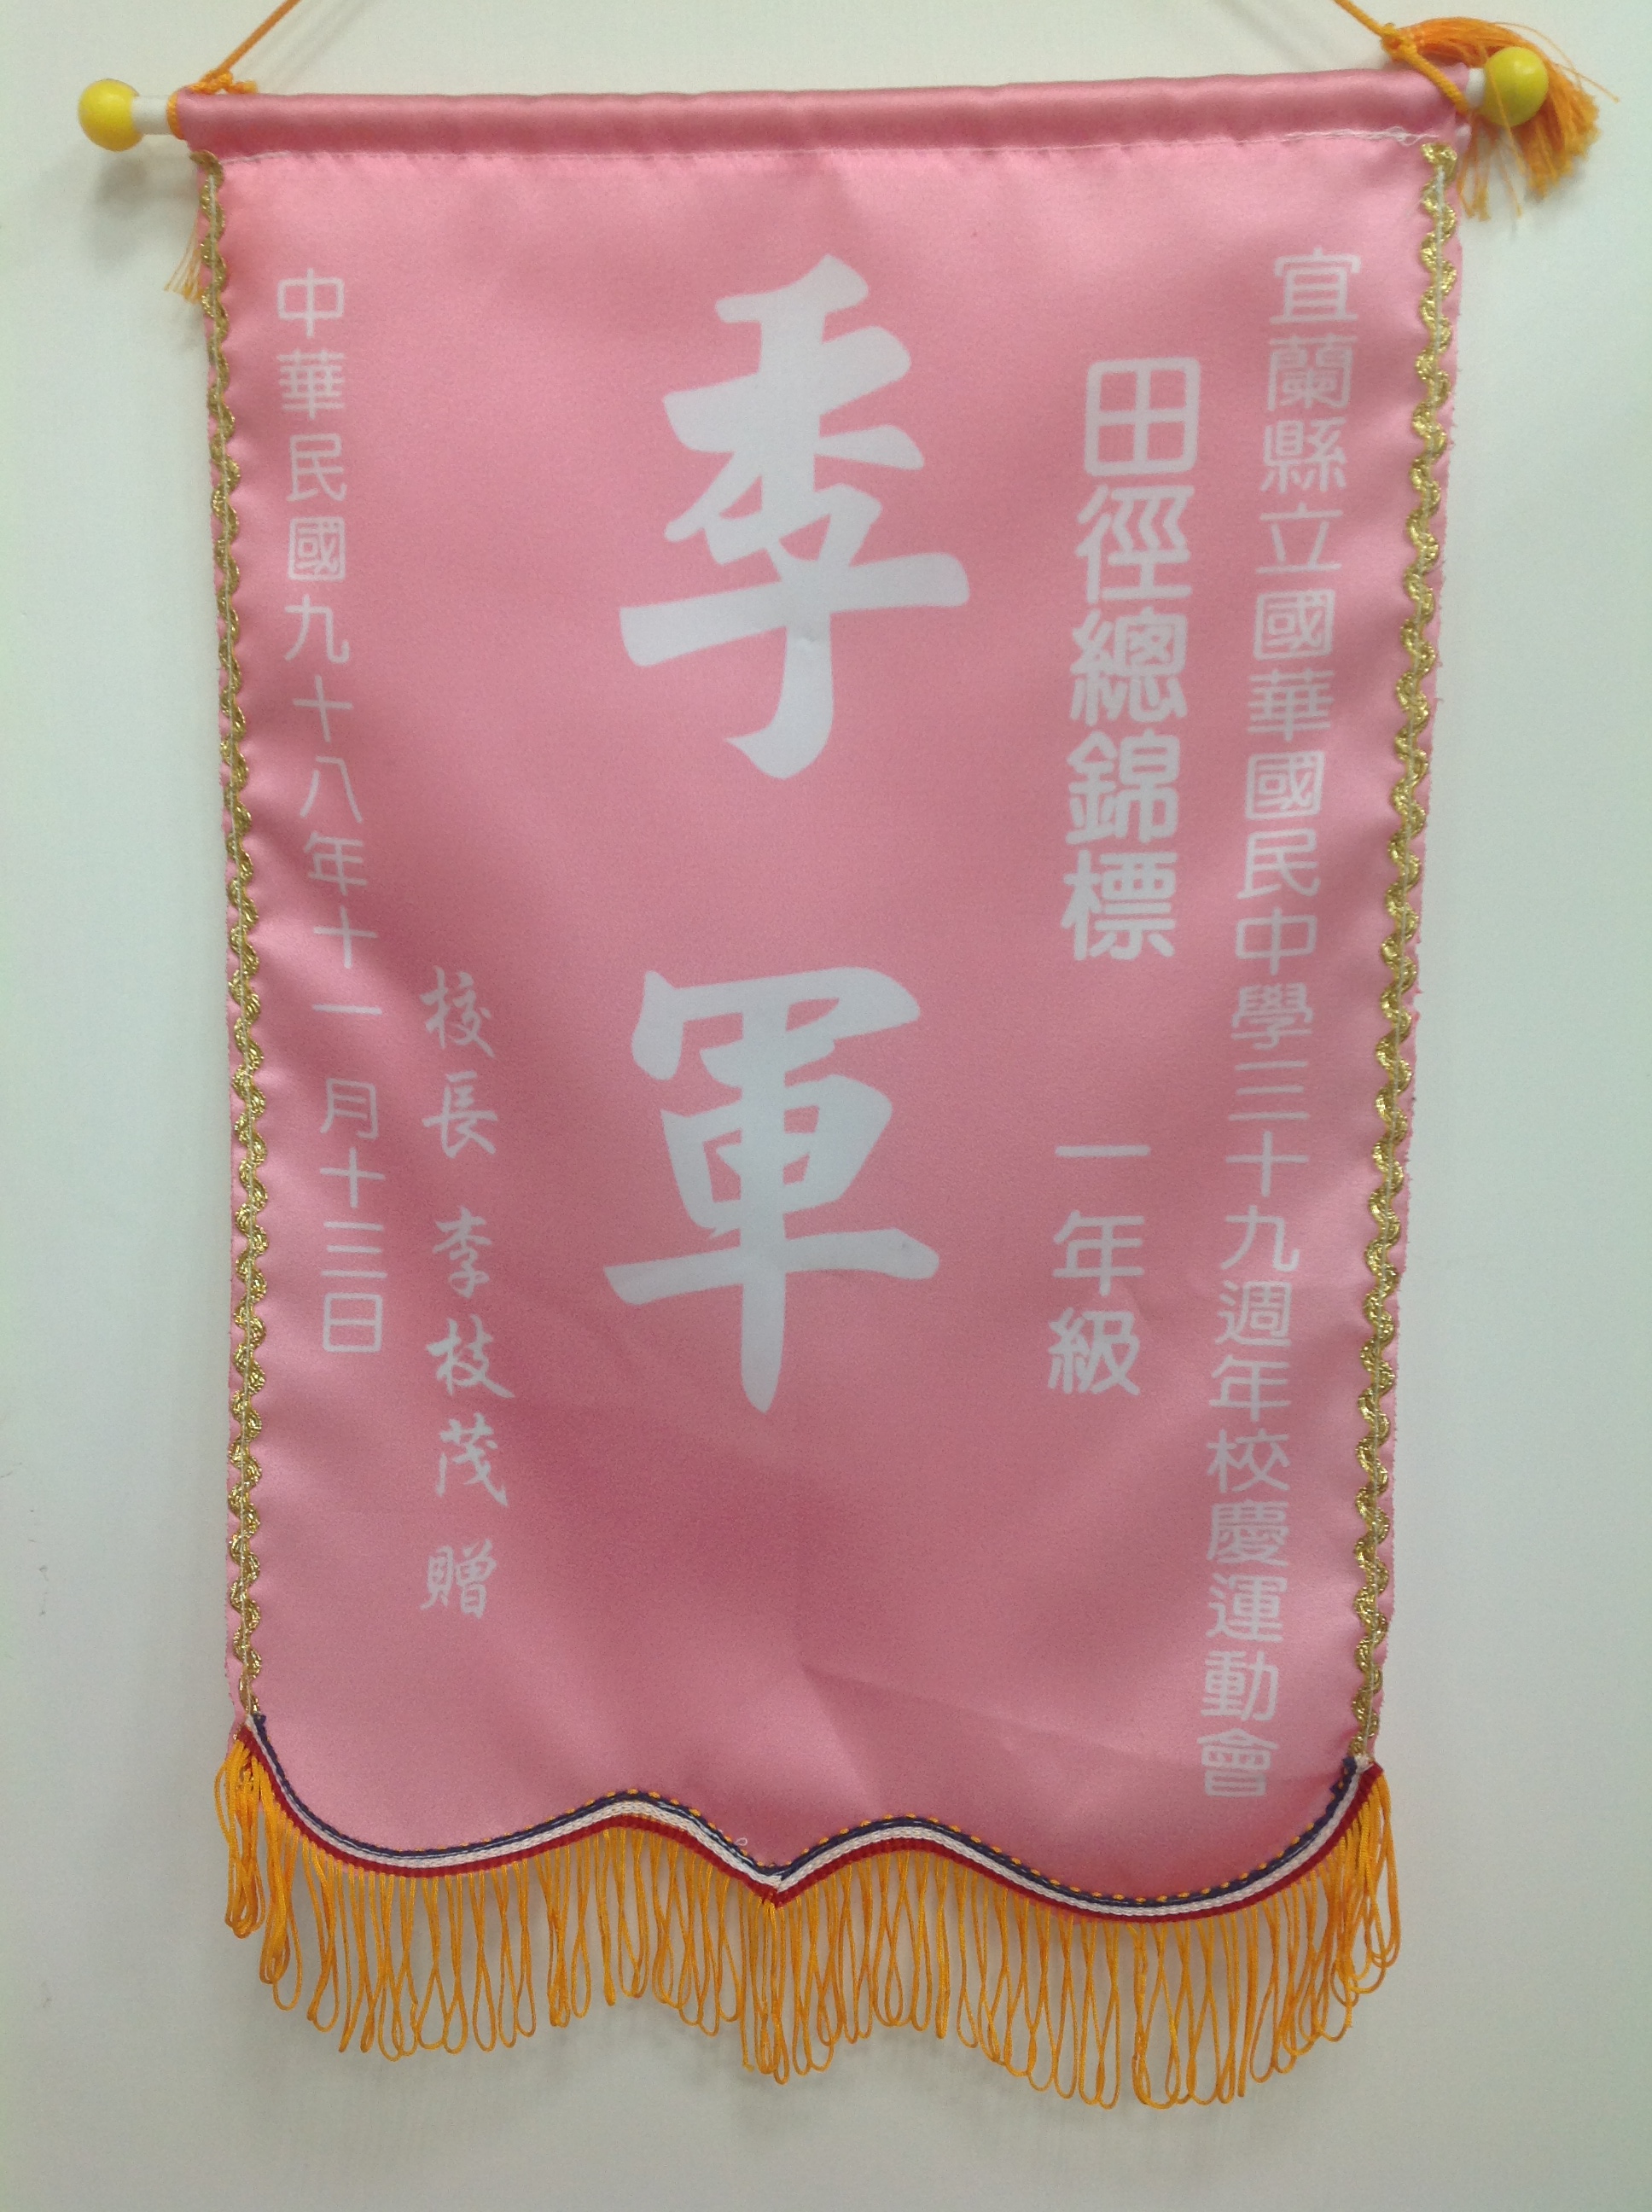 宜蘭縣立國華國民中學三十九週年校慶運動會
田徑總錦標 一年級
季軍
校長 李枝茂 贈
中華民國九十八年十一月十三日